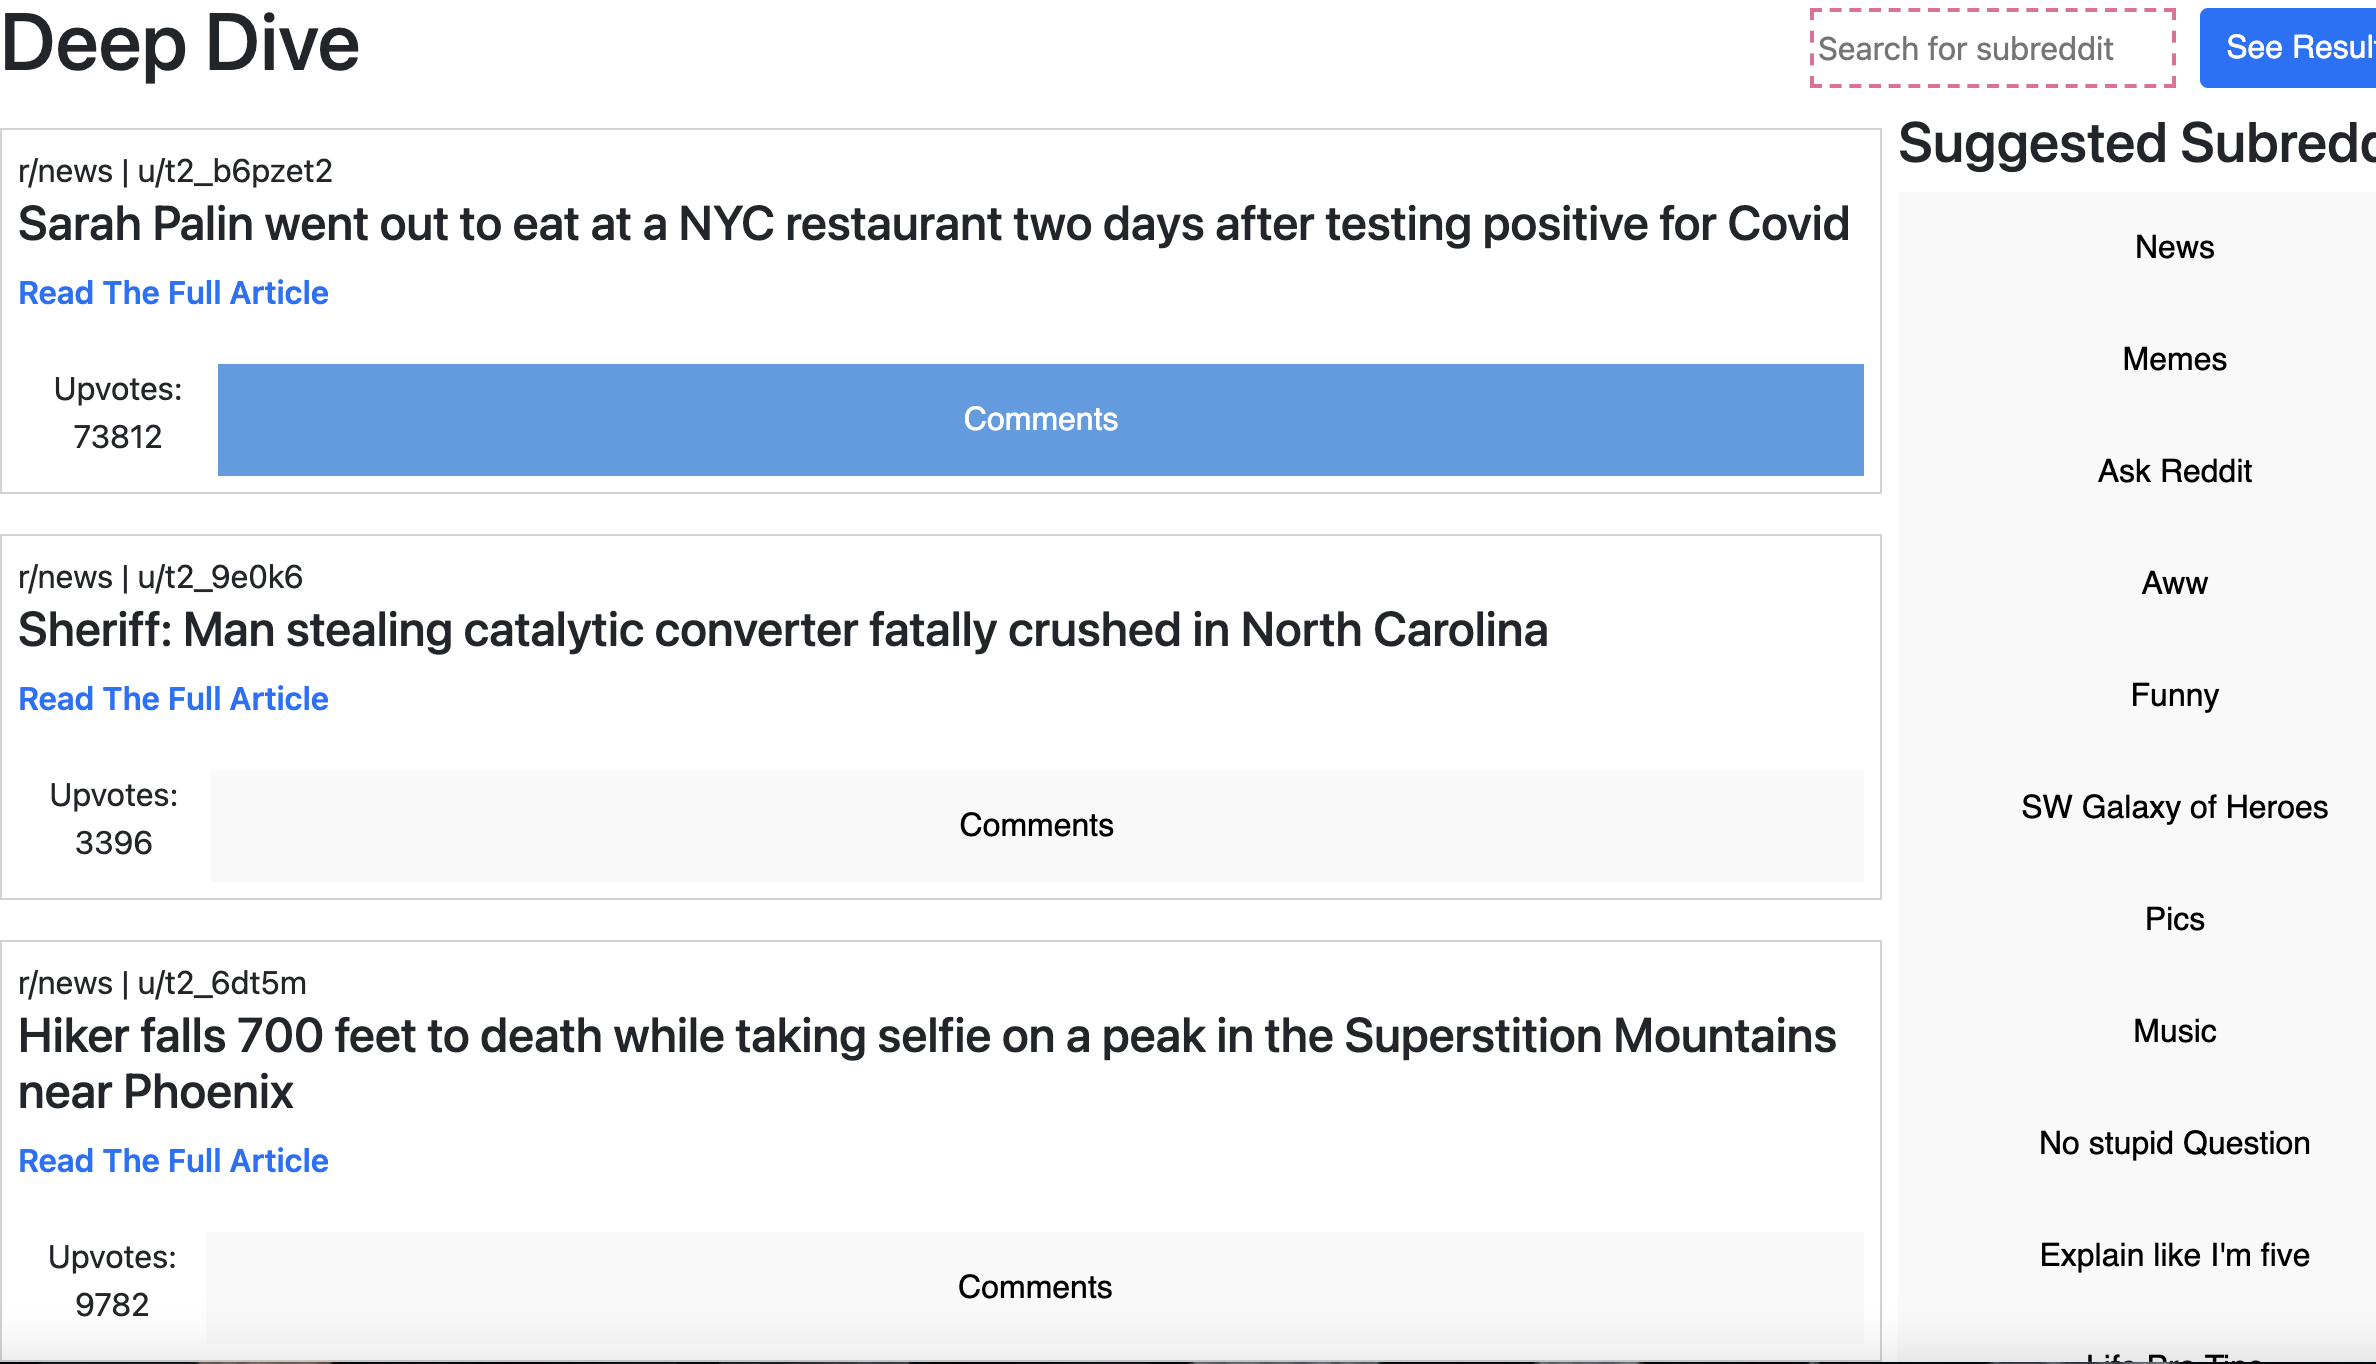 Deep Dive
Search for subreddit
See Resul
r/news | u/t2_b6pzet2
Sarah Palin went out to eat at a NYC restaurant two days after testing positive for Covid
Read The Full Article
Upvotes:
73812
Comments
r/news | u/t2_9e0k6
Sheriff: Man stealing catalytic converter fatally crushed in North Carolina
Read The Full Article
Upvotes:
3396
Comments
r/news | u/t2_6dt5m
Hiker falls 700 feet to death while taking selfie on a peak in the Superstition Mountains
near Phoenix
Read The Full Article
Upvotes:
9782
Comments
Suggested Subredd
News
Memes
Ask Reddit
Aww
Funny
SW Galaxy of Heroes
Pics
Music
No stupid Question
Explain like I'm five
Life Pro Tips